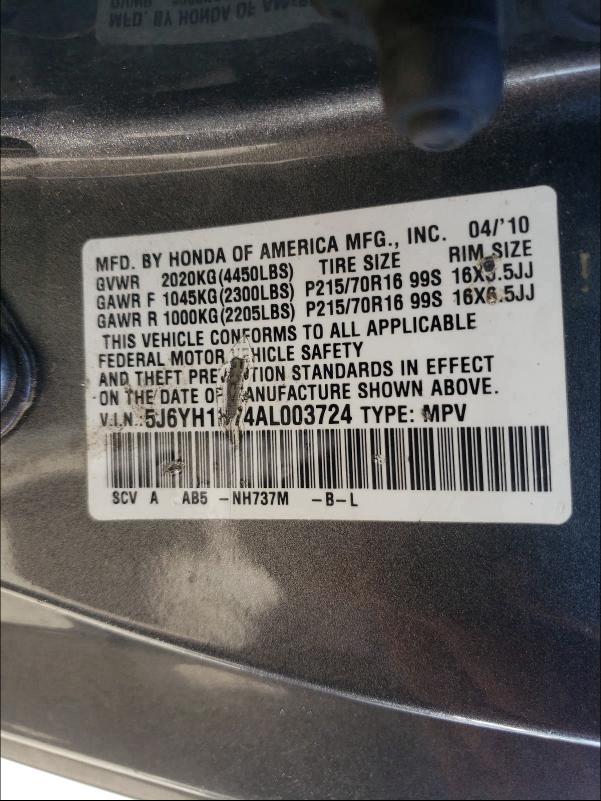 MFD. BY HONDA OF AMERICA MFG., INC. 04/'10
GVWR 2020KG(4450LBS) TIRE SIZE RIM SIZE
GAWR F 1045KG(2300LBS) P215/70R16 99S
GAWR R 1000KG(2205LBS) P215/70R16 99S 16X6.5JJ
THIS VEHICLE CONFORMS TO ALL APPLICABLE
FEDERAL MOTOR VEHICLE SAFETY
AND THEFT PREVENTION STANDARDS IN EFFECT
ON THE DATE OF MANUFACTURE SHOWN ABOVE.
V.I.N.: TYPE: MPV
SCV A AB5 -NH737M -B-L